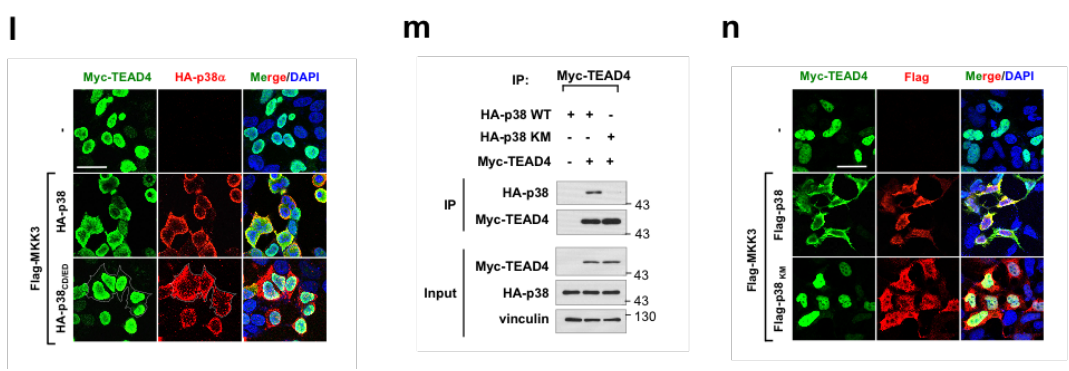 l
Myc-TEAD4 HA-p38α Merge/DAPI
-
Flag-MKK3
HA-p38
HA-p38CD/ED
m
IP: Myc-TEAD4
HA-p38 WT + + -
HA-p38 KM - - +
Myc-TEAD4 - + +
IP
HA-p38
43
Myc-TEAD4
43
Input
Myc-TEAD4
43
HA-p38
43
vinculin
130
n
Myc-TEAD4 Flag Merge/DAPI
-
Flag-MKK3
Flag-p38
Flag-p38KM